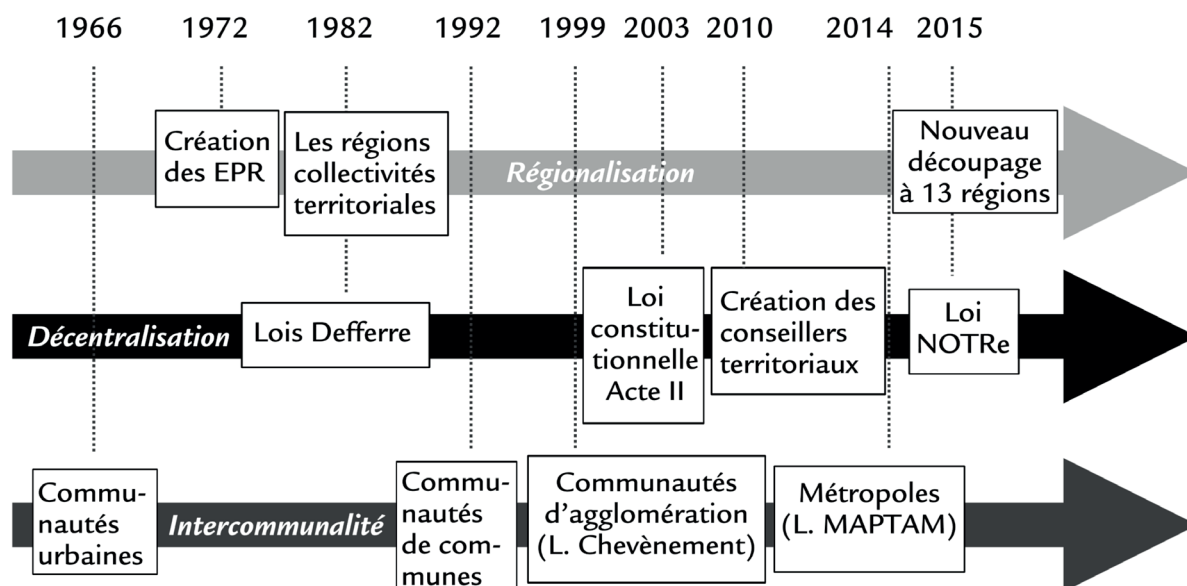 1966 1972 1982 1992 1999 2003 2010 2014 2015
Création
des EPR
Les régions
collectivités
territoriales
Régionalisation
Nouveau
découpage
à 13 régions
Décentralisation
Lois Defferre
Loi
constitu-
tionnelle
Acte II
Création des
conseillers
territoriaux
Loi
NOTRe
Commu-
nautés
urbaines
Intercommunalité
Commu-
nautés
de com-
munes
Communautés
d’agglomération
(L. Chevènement)
Métropoles
(L. MAPTAM)